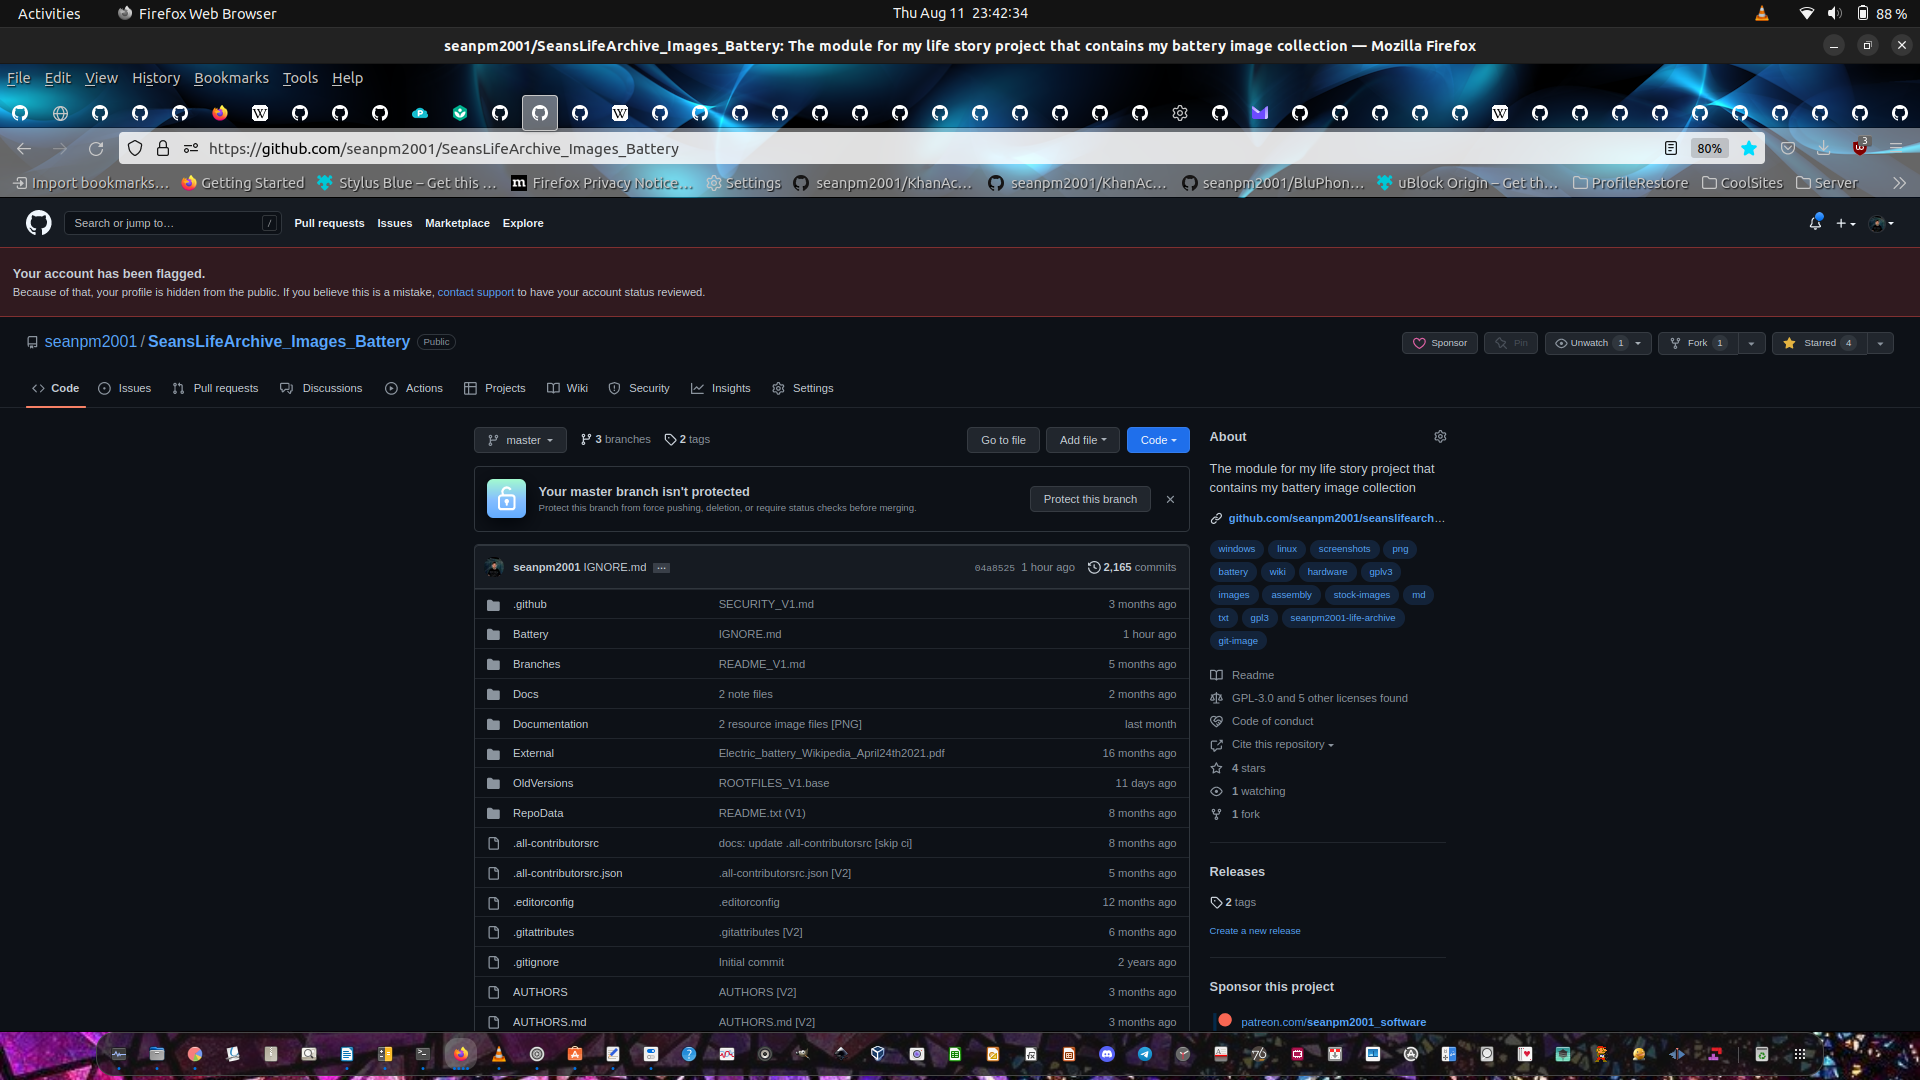 Activities Firefox Web Browser Thu Aug 11 23:42:34 88 %
seanpm2001/SeansLifeArchive_Images_Battery: The module for my life story project that contains my battery image collection — Mozilla Firefox
File Edit View History Bookmarks Tools Help
https://github.com/seanpm2001/SeansLifeArchive_Images_Battery 80% 3
Import bookmarks… Getting Started Stylus Blue – Get this … Firefox Privacy Notice… Settings seanpm2001/KhanAc… seanpm2001/KhanAc… seanpm2001/BluPhon… uBlock Origin – Get th… ProfileRestore CoolSites Server
Search or jump to… / Pull requests Issues Marketplace Explore
Your account has been flagged.
Because of that, your profile is hidden from the public. If you believe this is a mistake, contact support to have your account status reviewed.
seanpm2001 / SeansLifeArchive_Images_Battery Public Sponsor Pin Unwatch 1 Fork 1 Starred 4
Code Issues Pull requests Discussions Actions Projects Wiki Security Insights Settings
master 3 branches 2 tags Go to file Add file Code
Your master branch isn't protected
Protect this branch from force pushing, deletion, or require status checks before merging.
Protect this branch
seanpm2001 IGNORE.md … 04a8525 1 hour ago 2,165 commits
.github SECURITY_V1.md 3 months ago
Battery IGNORE.md 1 hour ago
Branches README_V1.md 5 months ago
Docs 2 note files 2 months ago
Documentation 2 resource image files [PNG] last month
External Electric_battery_Wikipedia_April24th2021.pdf 16 months ago
OldVersions ROOTFILES_V1.base 11 days ago
RepoData README.txt (V1) 8 months ago
.all-contributorsrc docs: update .all-contributorsrc [skip ci] 8 months ago
.all-contributorsrc.json .all-contributorsrc.json [V2] 5 months ago
.editorconfig .editorconfig 12 months ago
.gitattributes .gitattributes [V2] 6 months ago
.gitignore Initial commit 2 years ago
AUTHORS AUTHORS [V2] 3 months ago
AUTHORS.md AUTHORS.md [V2] 3 months ago
About
The module for my life story project that
contains my battery image collection
github.com/seanpm2001/seanslifearch…
windows linux screenshots png
battery wiki hardware gplv3
images assembly stock-images md
txt gpl3 seanpm2001-life-archive
git-image
Readme
GPL-3.0 and 5 other licenses found
Code of conduct
Cite this repository
4 stars
1 watching
1 fork
Releases
2 tags
Create a new release
Sponsor this project
patreon.com/seanpm2001_software